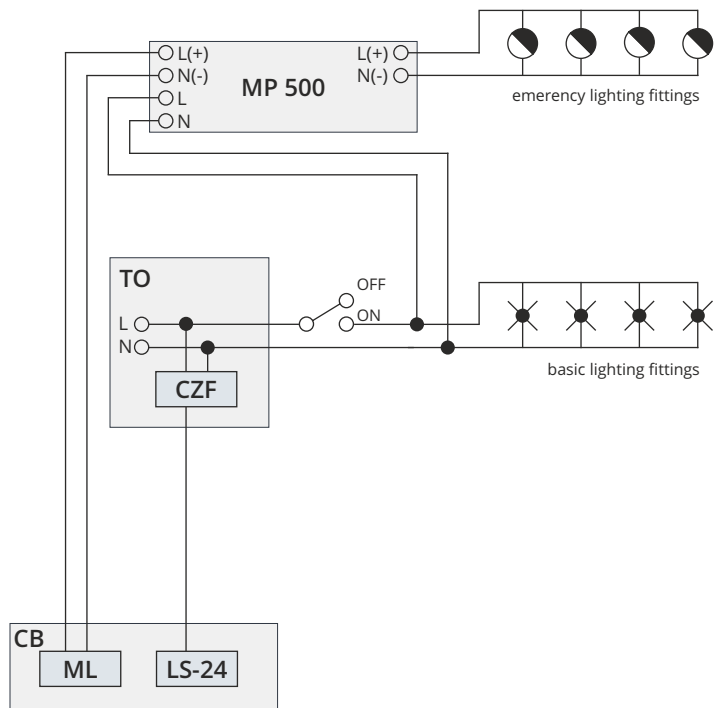 L(+)
N(-)
L
N
MP 500
L(+)
N(-)
emerency lighting fittings
TO
L
N
CZF
OFF
ON
basic lighting fittings
CB
ML
LS-24